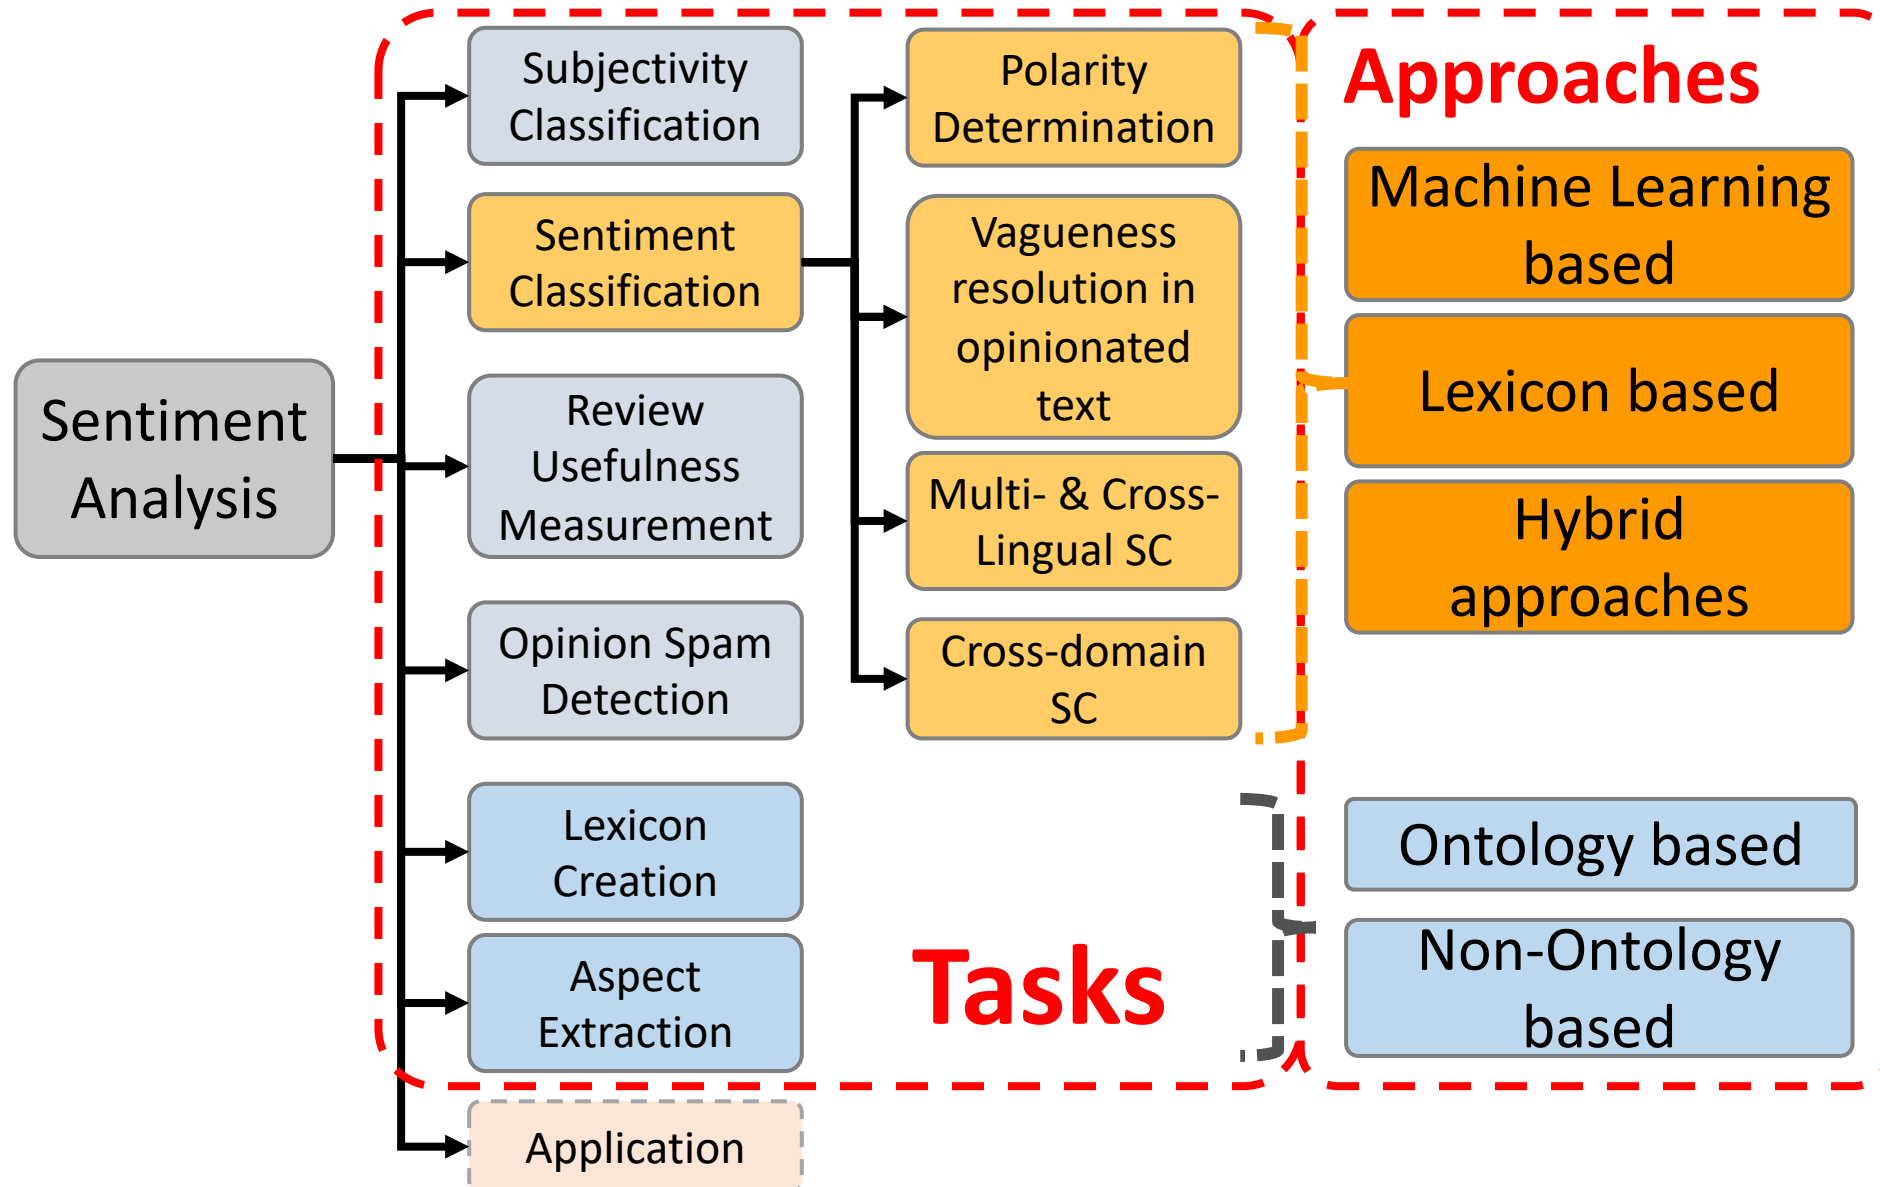 Sentiment
Analysis
Subjectivity
Classification
Sentiment
Classification
Review
Usefulness
Measurement
Opinion Spam
Detection
Lexicon
Creation
Aspect
Extraction
Application
Polarity
Determination
Vagueness
resolution in
opinionated
text
Multi- & Cross-
Lingual SC
Cross-domain
SC
Tasks
Approaches
Machine Learning
based
Lexicon based
Hybrid
approaches
Ontology based
Non-Ontology
based